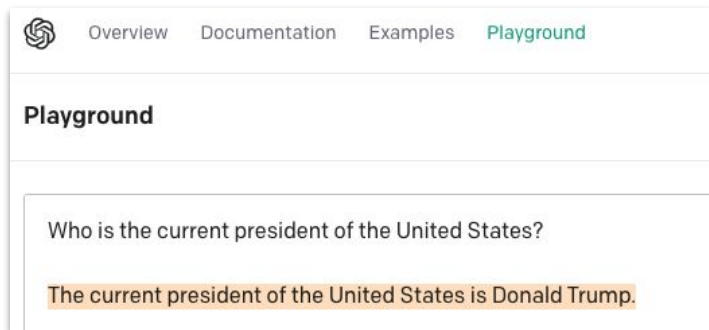 Overview Documentation Examples Playground
Playground
Who is the current president of the United States?
The current president of the United States is Donald Trump.